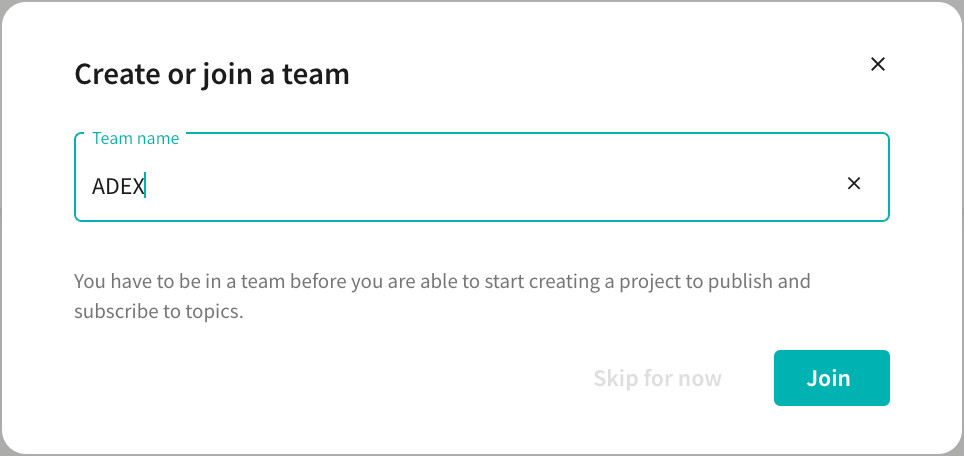 Create or join a team
Team name
ADEX
You have to be in a team before you are able to start creating a project to publish and
subscribe to topics.
Skip for now
Join